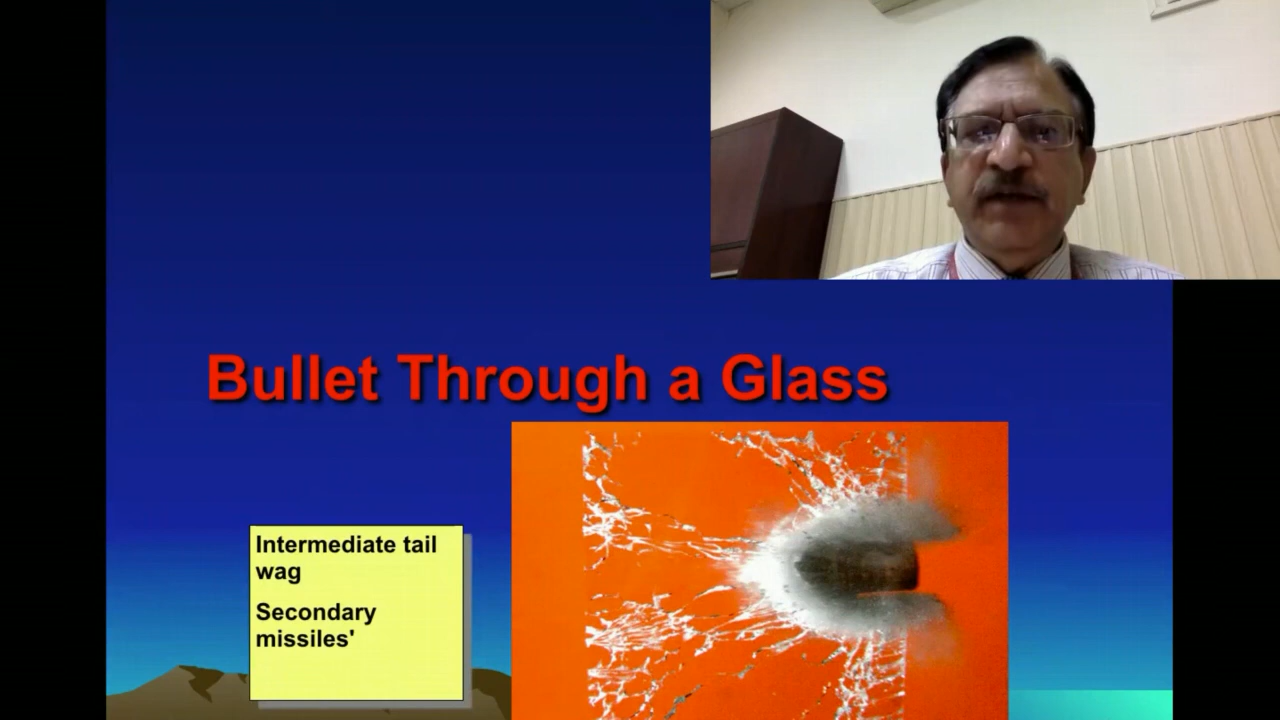 Bullet Through a Glass
Intermediate tail
wag
Secondary
missiles'